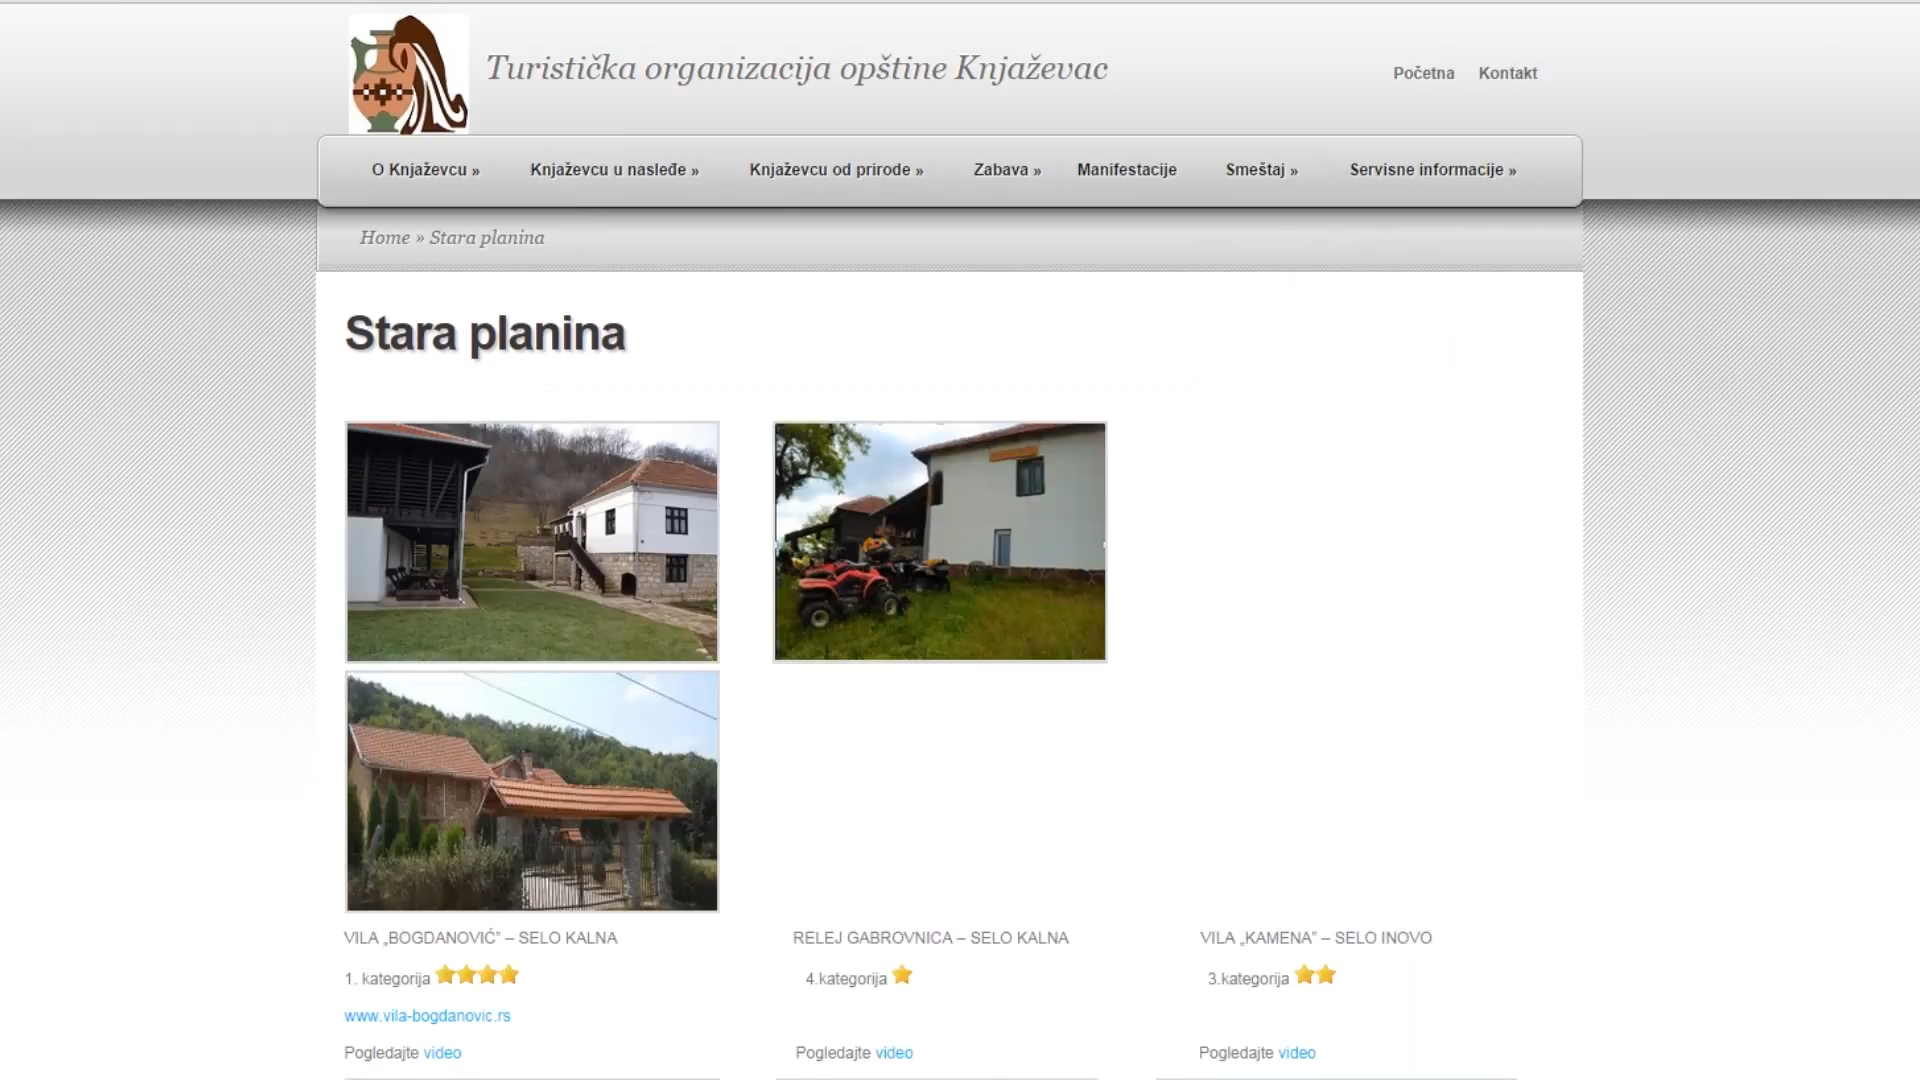 Turistička organizacija opštine Knjaževac
Početna Kontakt
O Knjaževcu » Knjaževcu u nasleđe » Knjaževcu od prirode » Zabava » Manifestacije Smeštaj » Servisne informacije »
Home » Stara planina
Stara planina
VILA „BOGDANOVIĆ” – SELO KALNA RELEJ GABROVNICA – SELO KALNA VILA „KAMENA” – SELO INOVO
1. kategorija 4.kategorija 3.kategorija
www.vila-bogdanovic.rs
Pogledajte video Pogledajte video Pogledajte video